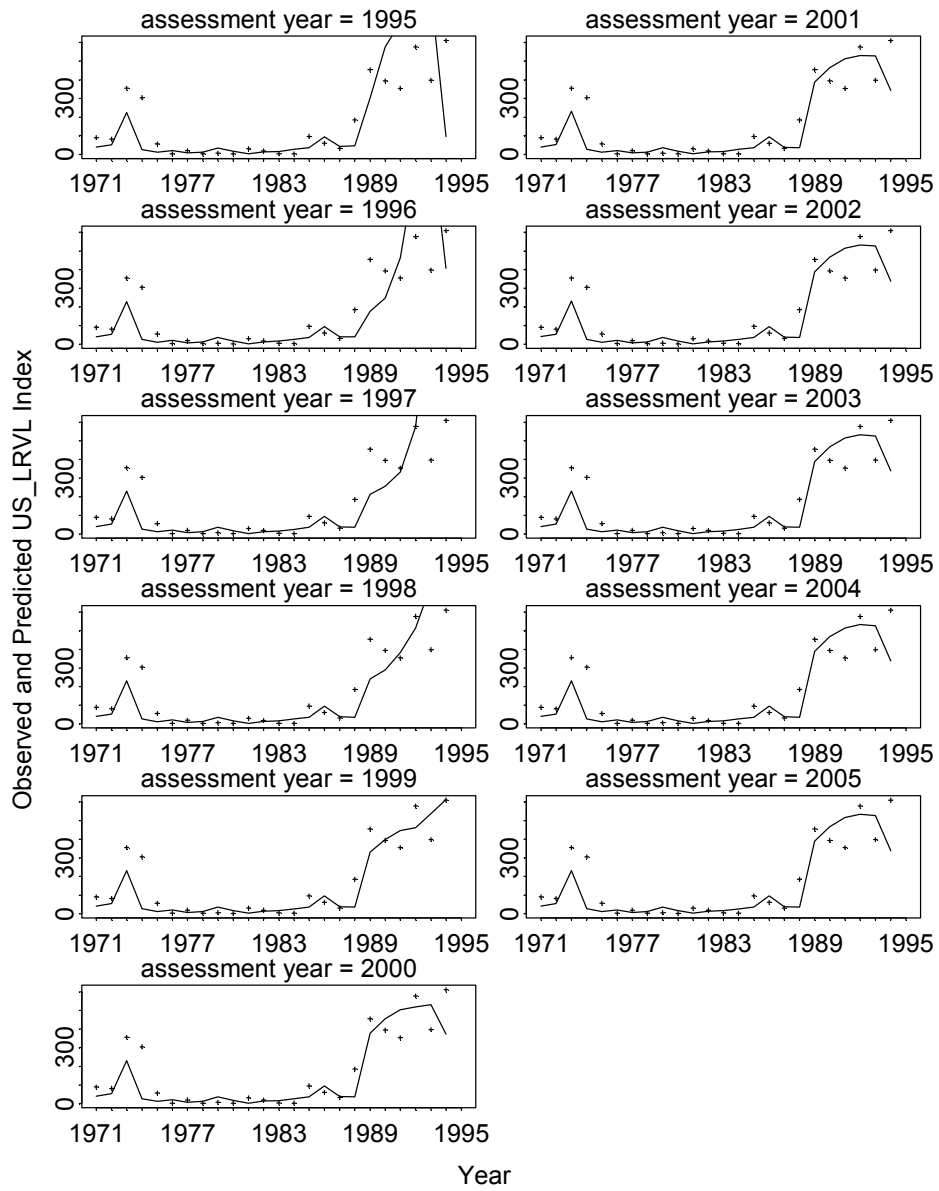 assessment year = 1995
300
0
1971 1977 1983 1989 1995
assessment year = 2001
300
0
1971 1977 1983 1989 1995
assessment year = 1996
300
0
1971 1977 1983 1989 1995
assessment year = 2002
300
0
1971 1977 1983 1989 1995
assessment year = 1997
300
0
1971 1977 1983 1989 1995
assessment year = 2003
300
0
1971 1977 1983 1989 1995
assessment year = 1998
300
0
1971 1977 1983 1989 1995
assessment year = 2004
300
0
1971 1977 1983 1989 1995
assessment year = 1999
300
0
1971 1977 1983 1989 1995
assessment year = 2005
300
0
1971 1977 1983 1989 1995
assessment year = 2000
300
0
1971 1977 1983 1989 1995
Observed and Predicted US_LRVL Index
Year